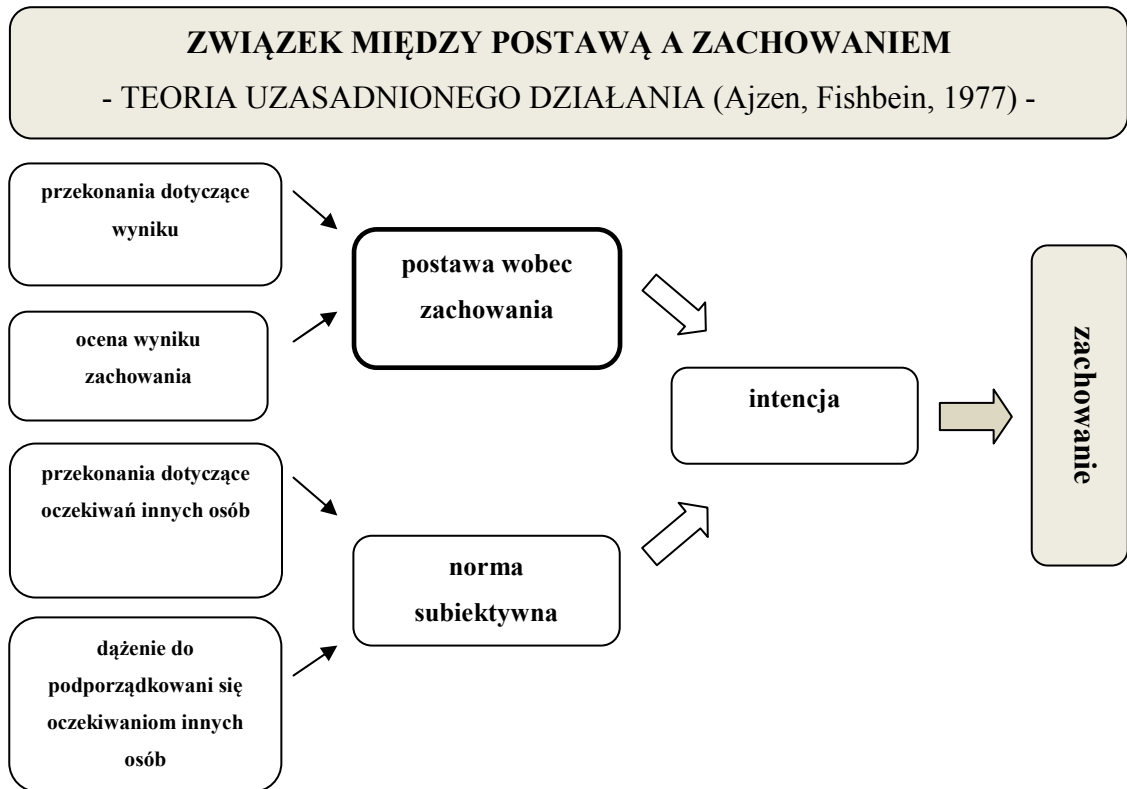 ZWIĄZEK MIĘDZY POSTAWĄ A ZACHOWANIEM
- TEORIA UZASADNIONEGO DZIAŁANIA (Ajzen, Fishbein, 1977) -
przekonania dotyczące
wyniku
ocena wyniku
zachowania
przekonania dotyczące
oczekiwań innych osób
dążenie do
podporządkowani się
oczekiwaniom innych
osób
postawa wobec
zachowania
norma
subiektywna
intencja
zachowanie